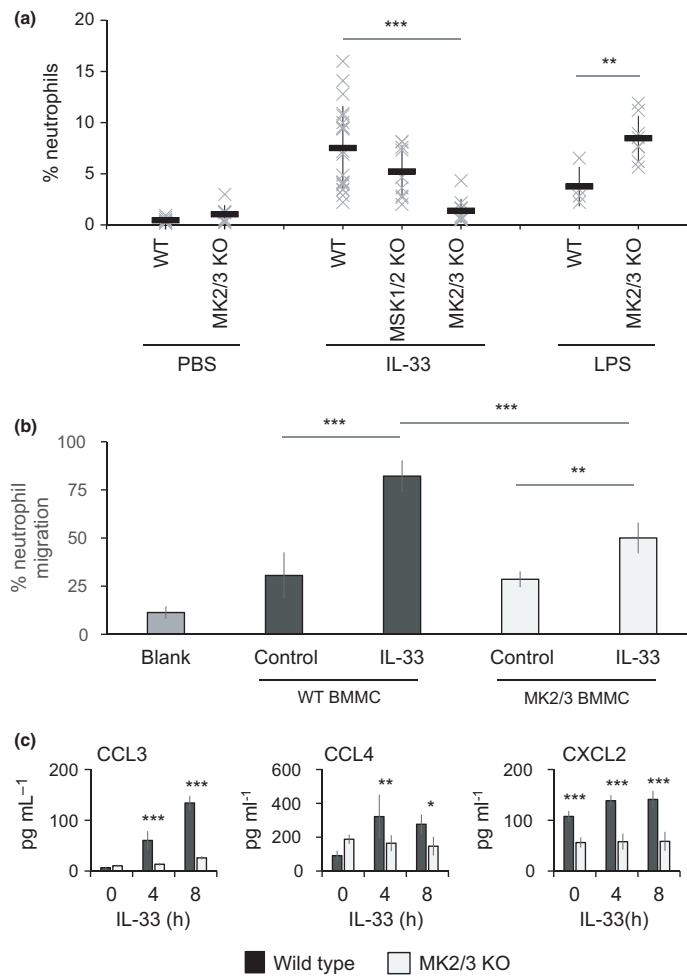 (a)
% neutrophils
20
15
10
5
0
***
**
WT
MK2/3 KO
WT
MSK1/2 KO
MK2/3 KO
WT
MK2/3 KO
PBS
IL-33
LPS
(b)
% neutrophil
migration
100
75
50
25
0
***
***
**
Blank
Control
IL-33
Control
IL-33
WT BMMC
MK2/3 BMMC
(c)
CCL3
pg mL⁻¹
200
100
0
***
***
0 4 8
IL-33 (h)
CCL4
pg ml⁻¹
600
400
200
0
**
*
0 4 8
IL-33 (h)
CXCL2
pg ml⁻¹
200
100
0
***
***
***
0 4 8
IL-33(h)
Wild type
MK2/3 KO